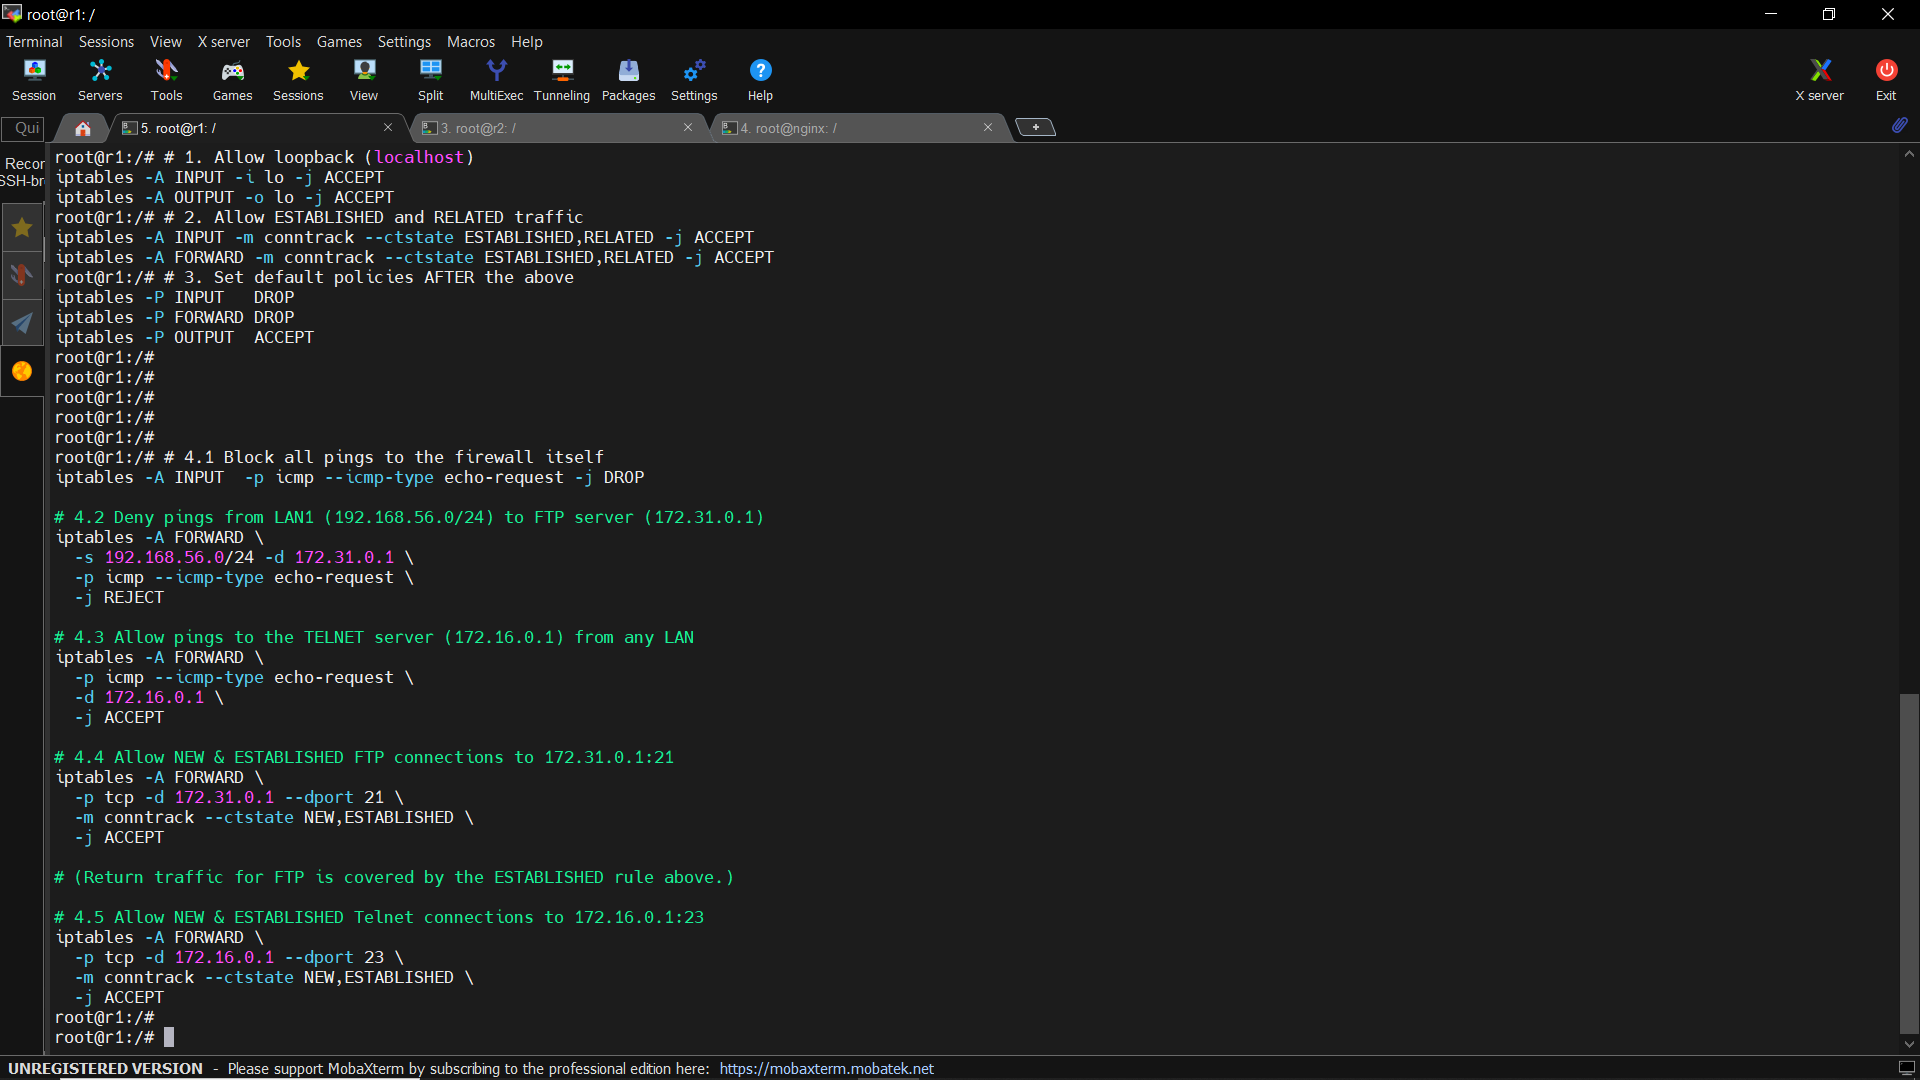 root@r1: /
Terminal Sessions View X server Tools Games Settings Macros Help
Session Servers Tools Games Sessions View Split MultiExec Tunneling Packages Settings Help X server Exit
Qui 5. root@r1: / 3. root@r2: / 4. root@nginx: /
Recor
SSH-br
root@r1:/# # 1. Allow loopback (localhost)
iptables -A INPUT -i lo -j ACCEPT
iptables -A OUTPUT -o lo -j ACCEPT
root@r1:/# # 2. Allow ESTABLISHED and RELATED traffic
iptables -A INPUT -m conntrack --ctstate ESTABLISHED,RELATED -j ACCEPT
iptables -A FORWARD -m conntrack --ctstate ESTABLISHED,RELATED -j ACCEPT
root@r1:/# # 3. Set default policies AFTER the above
iptables -P INPUT   DROP
iptables -P FORWARD DROP
iptables -P OUTPUT  ACCEPT
root@r1:/#
root@r1:/#
root@r1:/#
root@r1:/#
root@r1:/#
root@r1:/# # 4.1 Block all pings to the firewall itself
iptables -A INPUT  -p icmp --icmp-type echo-request -j DROP
# 4.2 Deny pings from LAN1 (192.168.56.0/24) to FTP server (172.31.0.1)
iptables -A FORWARD \
  -s 192.168.56.0/24 -d 172.31.0.1 \
  -p icmp --icmp-type echo-request \
  -j REJECT
# 4.3 Allow pings to the TELNET server (172.16.0.1) from any LAN
iptables -A FORWARD \
  -p icmp --icmp-type echo-request \
  -d 172.16.0.1 \
  -j ACCEPT
# 4.4 Allow NEW & ESTABLISHED FTP connections to 172.31.0.1:21
iptables -A FORWARD \
  -p tcp -d 172.31.0.1 --dport 21 \
  -m conntrack --ctstate NEW,ESTABLISHED \
  -j ACCEPT
# (Return traffic for FTP is covered by the ESTABLISHED rule above.)
# 4.5 Allow NEW & ESTABLISHED Telnet connections to 172.16.0.1:23
iptables -A FORWARD \
  -p tcp -d 172.16.0.1 --dport 23 \
  -m conntrack --ctstate NEW,ESTABLISHED \
  -j ACCEPT
root@r1:/#
root@r1:/#
UNREGISTERED VERSION - Please support MobaXterm by subscribing to the professional edition here: https://mobaxterm.mobatek.net